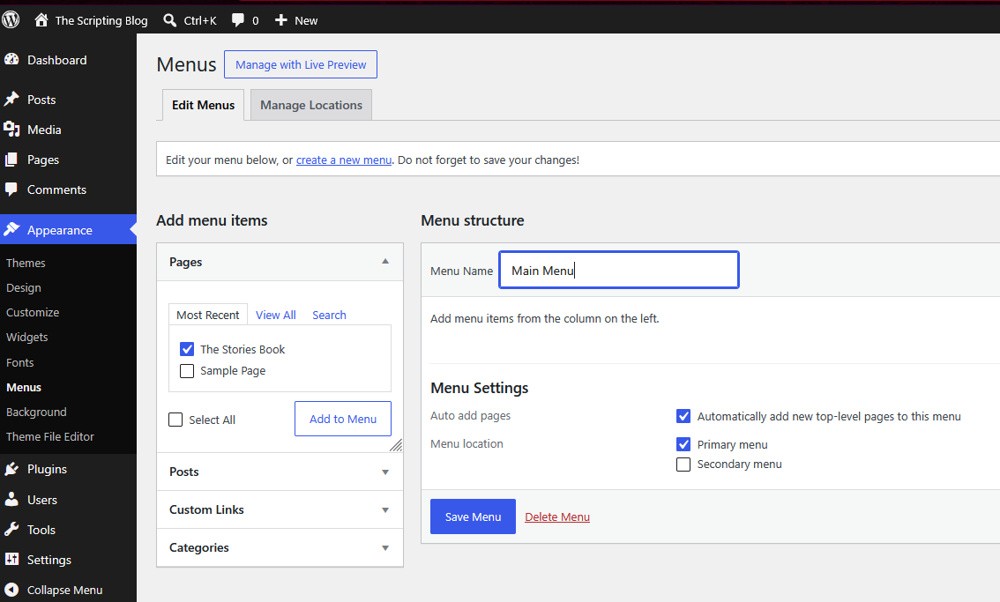 The Scripting Blog Ctrl+K 0 New
Dashboard
Posts
Media
Pages
Comments
Appearance
Themes
Design
Customize
Widgets
Fonts
Menus
Background
Theme File Editor
Plugins
Users
Tools
Settings
Collapse Menu
Menus Manage with Live Preview
Edit Menus Manage Locations
Edit your menu below, or create a new menu. Do not forget to save your changes!
Add menu items
Pages
Most Recent View All Search
The Stories Book
Sample Page
Select All Add to Menu
Posts
Custom Links
Categories
Menu structure
Menu Name Main Menu
Add menu items from the column on the left.
Menu Settings
Auto add pages Automatically add new top-level pages to this menu
Menu location Primary menu
Secondary menu
Save Menu Delete Menu